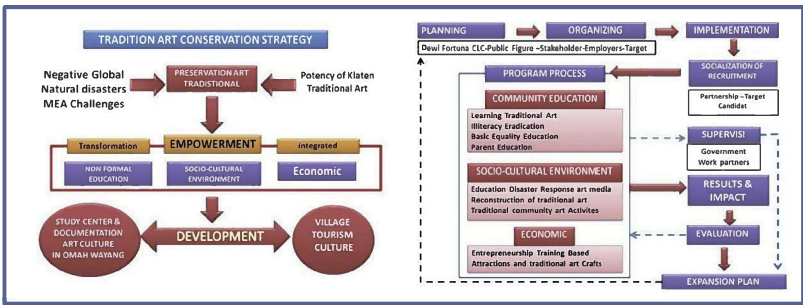 TRADITION ART CONSERVATION STRATEGY
Negative Global
Natural disasters
MEA Challenges
PRESERVATION ART
TRADISTIONAL
Potency of Klaten
Traditional Art
Transformation
EMPOWERMENT
integrated
NON FORMAL
EDUCATION
SOCIO-CULTURAL
ENVIRONMENT
Economic
STUDY CENTER &
DOCUMENTATION
ART CULTURE
IN OMAH WAYANG
DEVELOPMENT
VILLAGE
TOURISM
CULTURE
PLANNING
ORGANIZING
IMPLEMENTATION
Dewi Fortuna CLC-Public Figure –Stakeholder-Employers-Target
SOCIALIZATION OF
RECRUITMENT
PROGRAM PROCESS
Partnership –Target
Candidat
COMMUNITY EDUCATION
Learning Traditional Art
Illiteracy Eradication
Basic Equality Education
Parent Education
SUPERVISI
Government
Work partners
SOCIO-CULTURAL ENVIRONMENT
Education Disaster Response art media
Reconstruction of traditional art
Traditional community art Activites
RESULTS &
IMPACT
ECONOMIC
Entrepreneurship Training Based
Attractions and traditional art Crafts
EVALUATION
EXPANSION PLAN